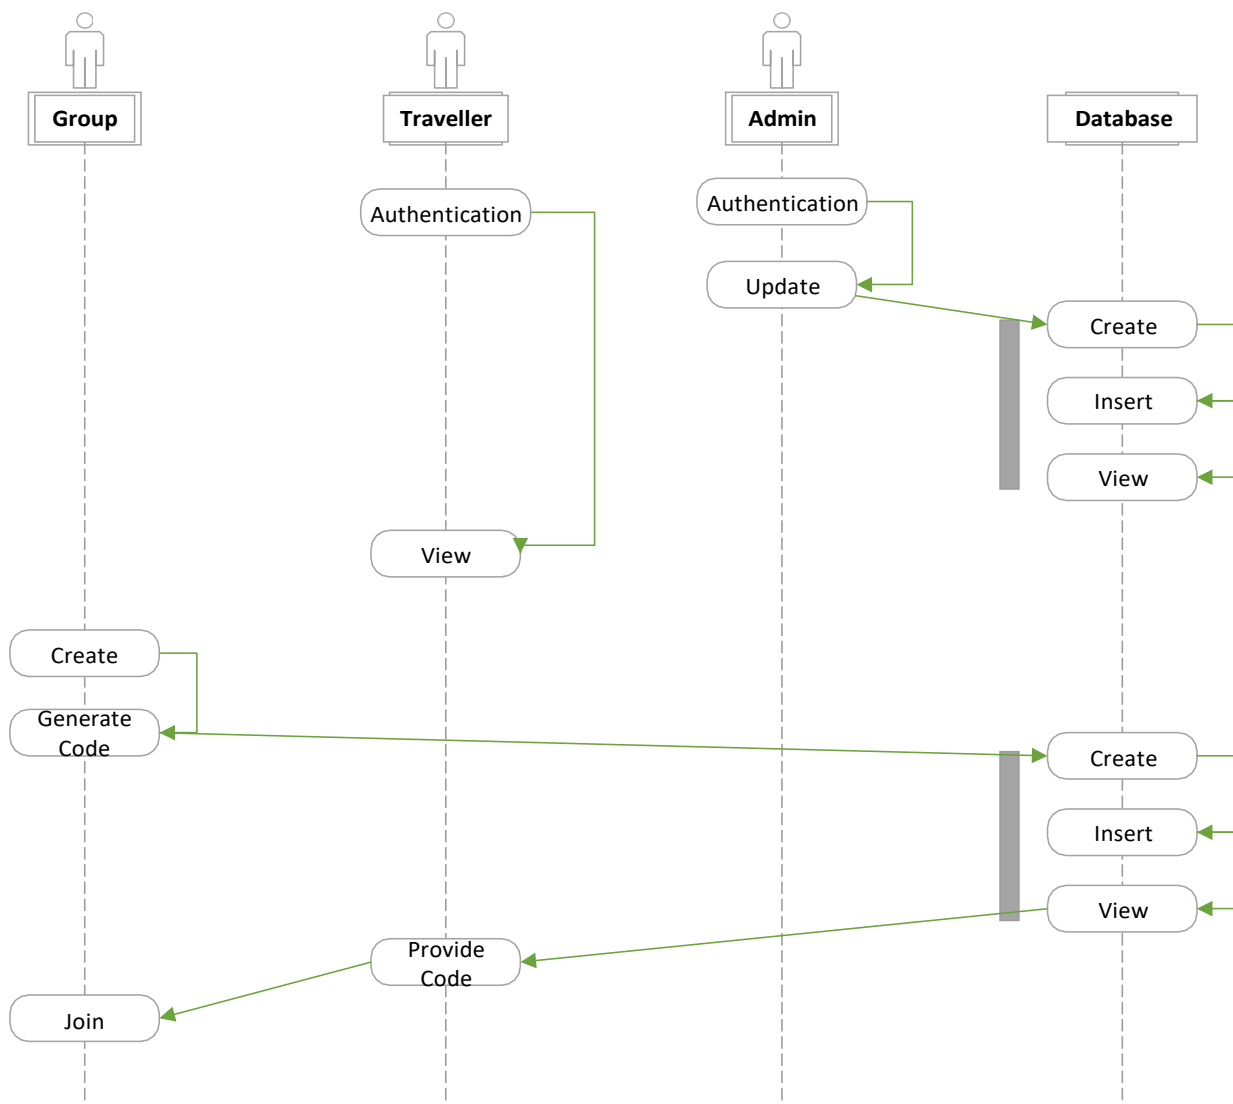 Group
Traveller
Admin
Database
Authentication
Authentication
Update
Create
Insert
View
View
Create
Generate
Code
Create
Insert
View
Provide
Code
Join